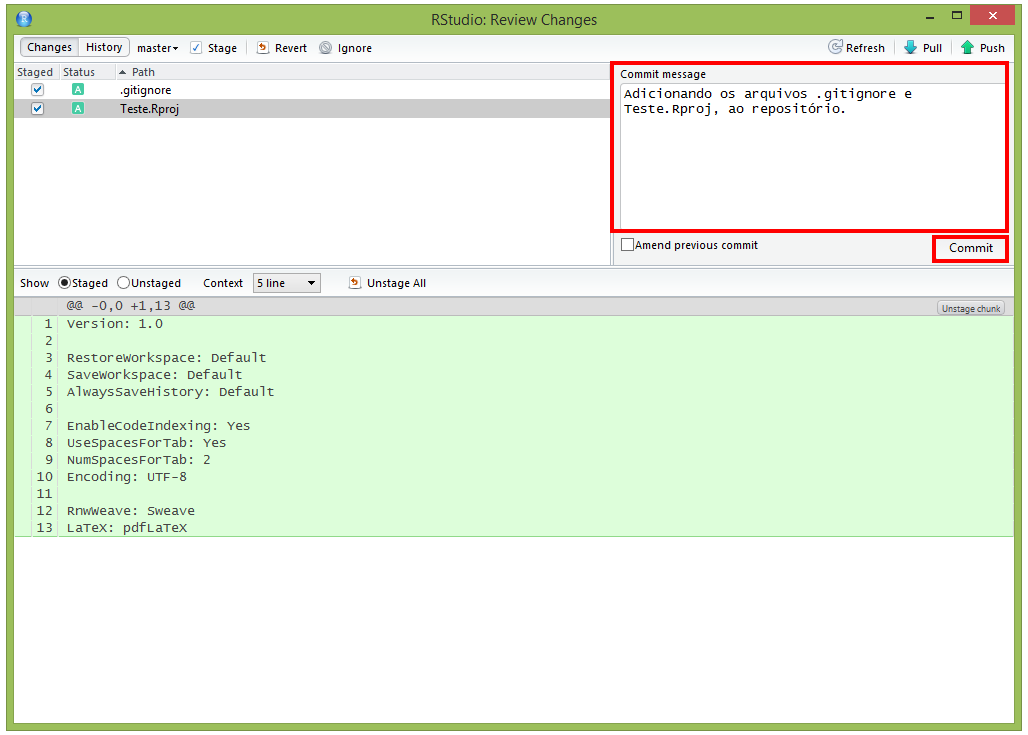 RStudio: Review Changes
Changes History master Stage Revert Ignore Refresh Pull Push
Staged Status Path
A .gitignore
A Teste.Rproj
Commit message
Adicionando os arquivos .gitignore e
Teste.Rproj, ao repositório.
Amend previous commit Commit
Show Staged Unstaged Context 5 line Unstage All
@@ -0,0 +1,13 @@ Unstage chunk
1 Version: 1.0
2
3 RestoreWorkspace: Default
4 SaveWorkspace: Default
5 AlwaysSaveHistory: Default
6
7 EnableCodeIndexing: Yes
8 UseSpacesForTab: Yes
9 NumSpacesForTab: 2
10 Encoding: UTF-8
11
12 RnwWeave: Sweave
13 LaTeX: pdfLaTeX